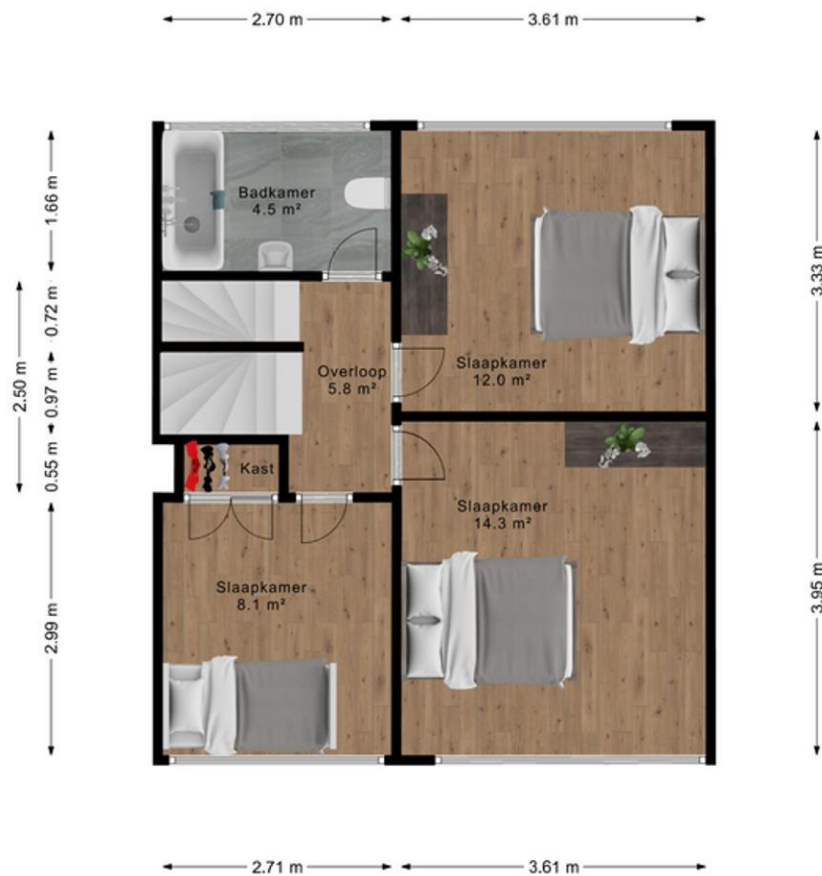 2.70 m
3.61 m
1.66 m
3.33 m
Badkamer
4.5 m²
0.72 m
2.50 m
0.97 m
Overloop
5.8 m²
Slaapkamer
12.0 m²
0.55 m
Kast
Slaapkamer
14.3 m²
2.99 m
3.95 m
Slaapkamer
8.1 m²
2.71 m
3.61 m